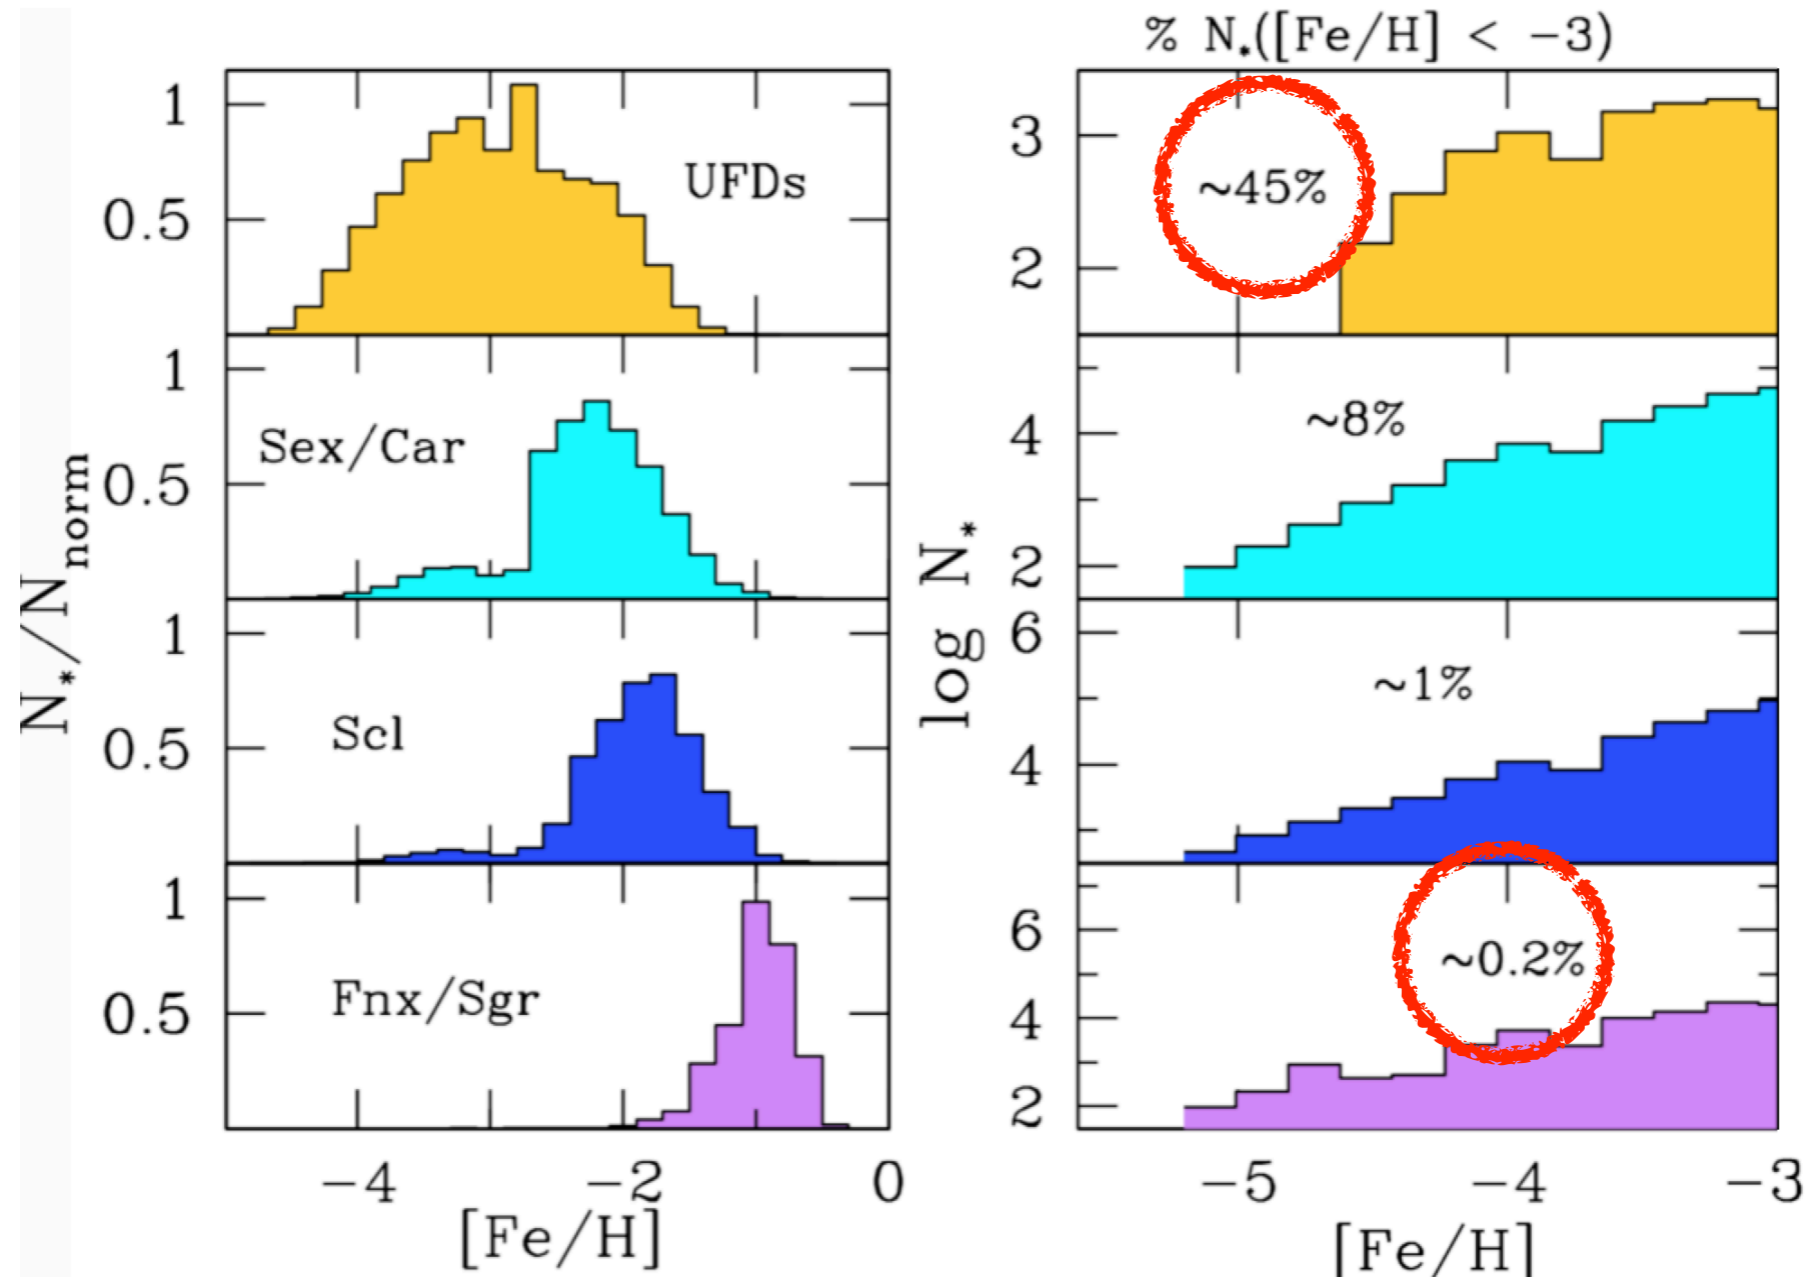 % N*([Fe/H] < −3)
1
0.5
UFDs
3
2
~45%
1
0.5
Sex/Car
4
2
~8%
N*/Nnorm
log N*
1
0.5
Scl
6
4
~1%
1
0.5
Fnx/Sgr
6
4
2
~0.2%
−4 −2 0
[Fe/H]
−5 −4 −3
[Fe/H]